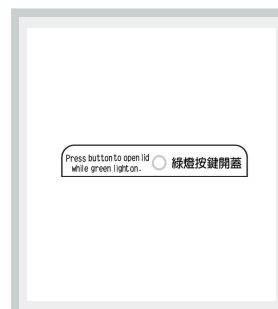 Press button to open lid
while green light on.
綠燈按鍵開蓋